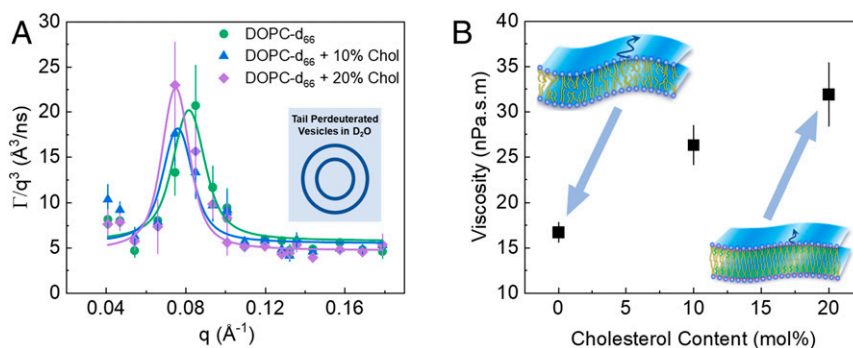 A
DOPC-d₆₆
DOPC-d₆₆ + 10% Chol
DOPC-d₆₆ + 20% Chol
Tail Perdeuterated
Vesicles in D₂O
30
25
20
15
10
5
0
0.04
0.08
0.12
0.16
0.20
Γ/q³ (Å³/ns)
q (Å⁻¹)
B
40
35
30
25
20
15
10
0
5
10
15
20
Viscosity (nPa.s.m)
Cholesterol Content (mol%)